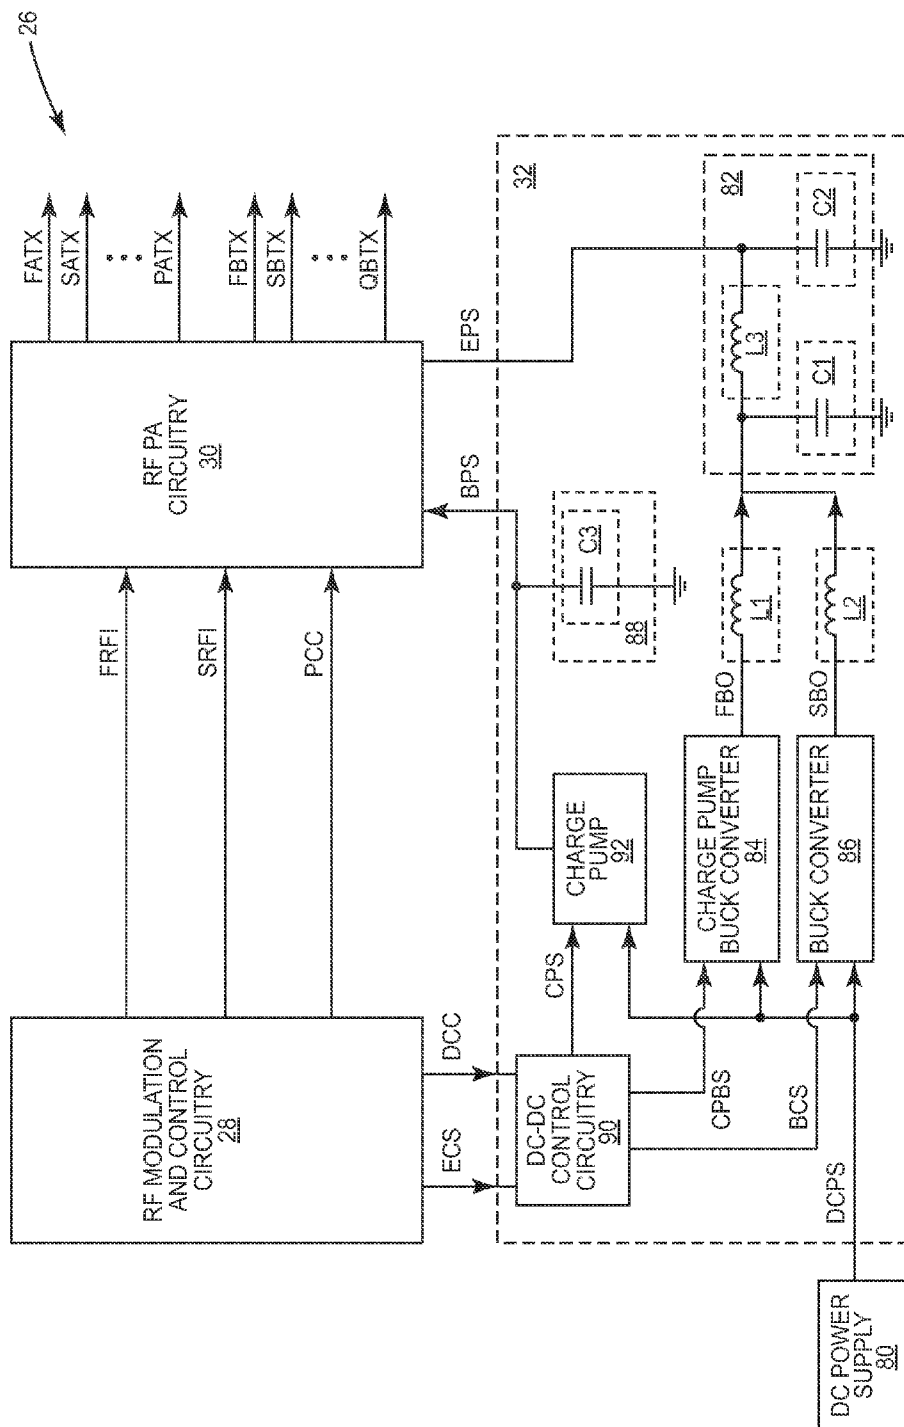 26
FATX
SATX
PATX
FBTX
SBTX
QBTX
RF PA
CIRCUITRY
30
FRFI
SRFI
PCC
RF MODULATION
AND CONTROL
CIRCUITRY
28
ECS
DCC
BPS
EPS
32
DC-DC
CONTROL
CIRCUITRY
90
CPS
CHARGE
PUMP
92
C3
88
CPBS
BCS
CHARGE PUMP
BUCK CONVERTER
84
BUCK CONVERTER
86
FBO
SBO
L1
L2
82
L3
C1
C2
DCPS
DC POWER
SUPPLY
80